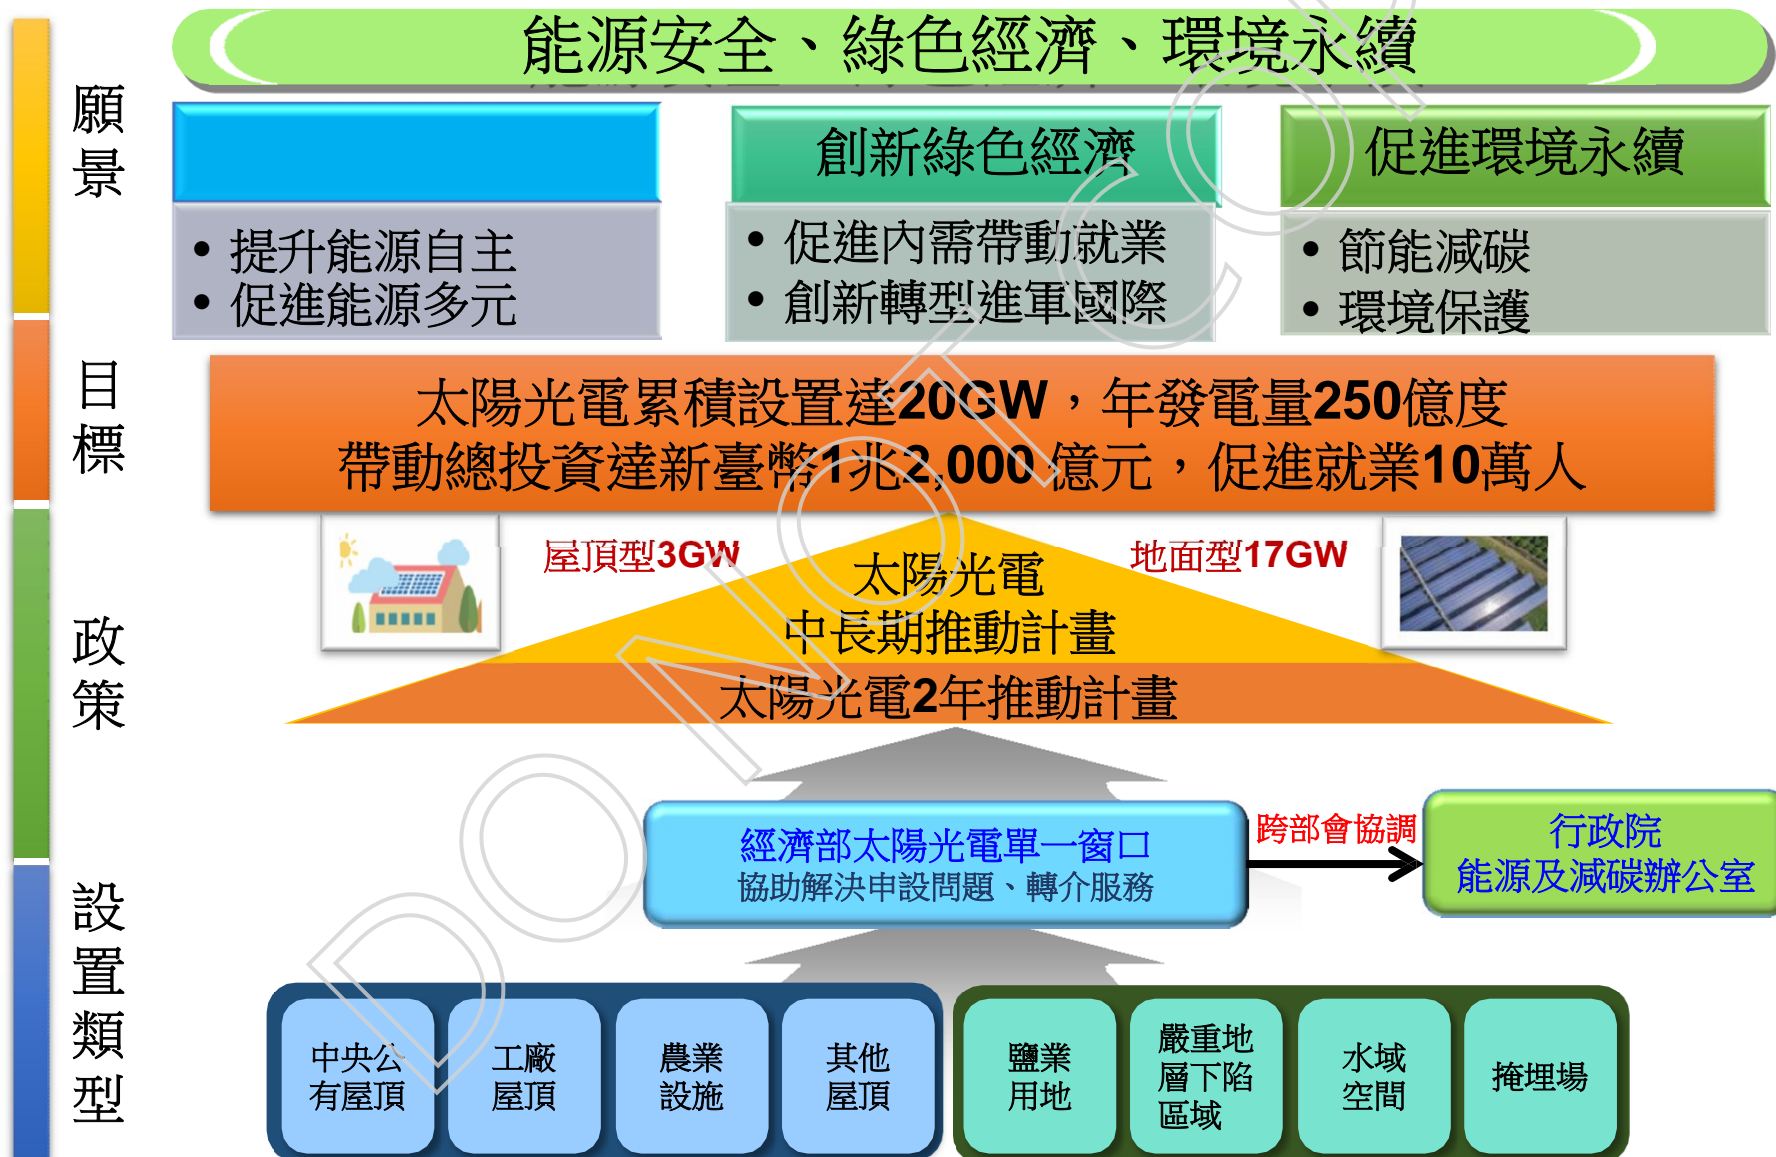 能源安全、綠色經濟、環境永續
願景
創新綠色經濟
促進環境永續
• 提升能源自主
• 促進能源多元
• 促進內需帶動就業
• 創新轉型進軍國際
• 節能減碳
• 環境保護
目標
太陽光電累積設置達20GW，年發電量250億度
帶動總投資達新臺幣1兆2,000 億元，促進就業10萬人
政策
屋頂型3GW
地面型17GW
太陽光電
中長期推動計畫
太陽光電2年推動計畫
經濟部太陽光電單一窗口
協助解決申設問題、轉介服務
跨部會協調
行政院
能源及減碳辦公室
設置類型
中央公
有屋頂
工廠
屋頂
農業
設施
其他
屋頂
鹽業
用地
嚴重地
層下陷
區域
水域
空間
掩埋場
DO NOT COP